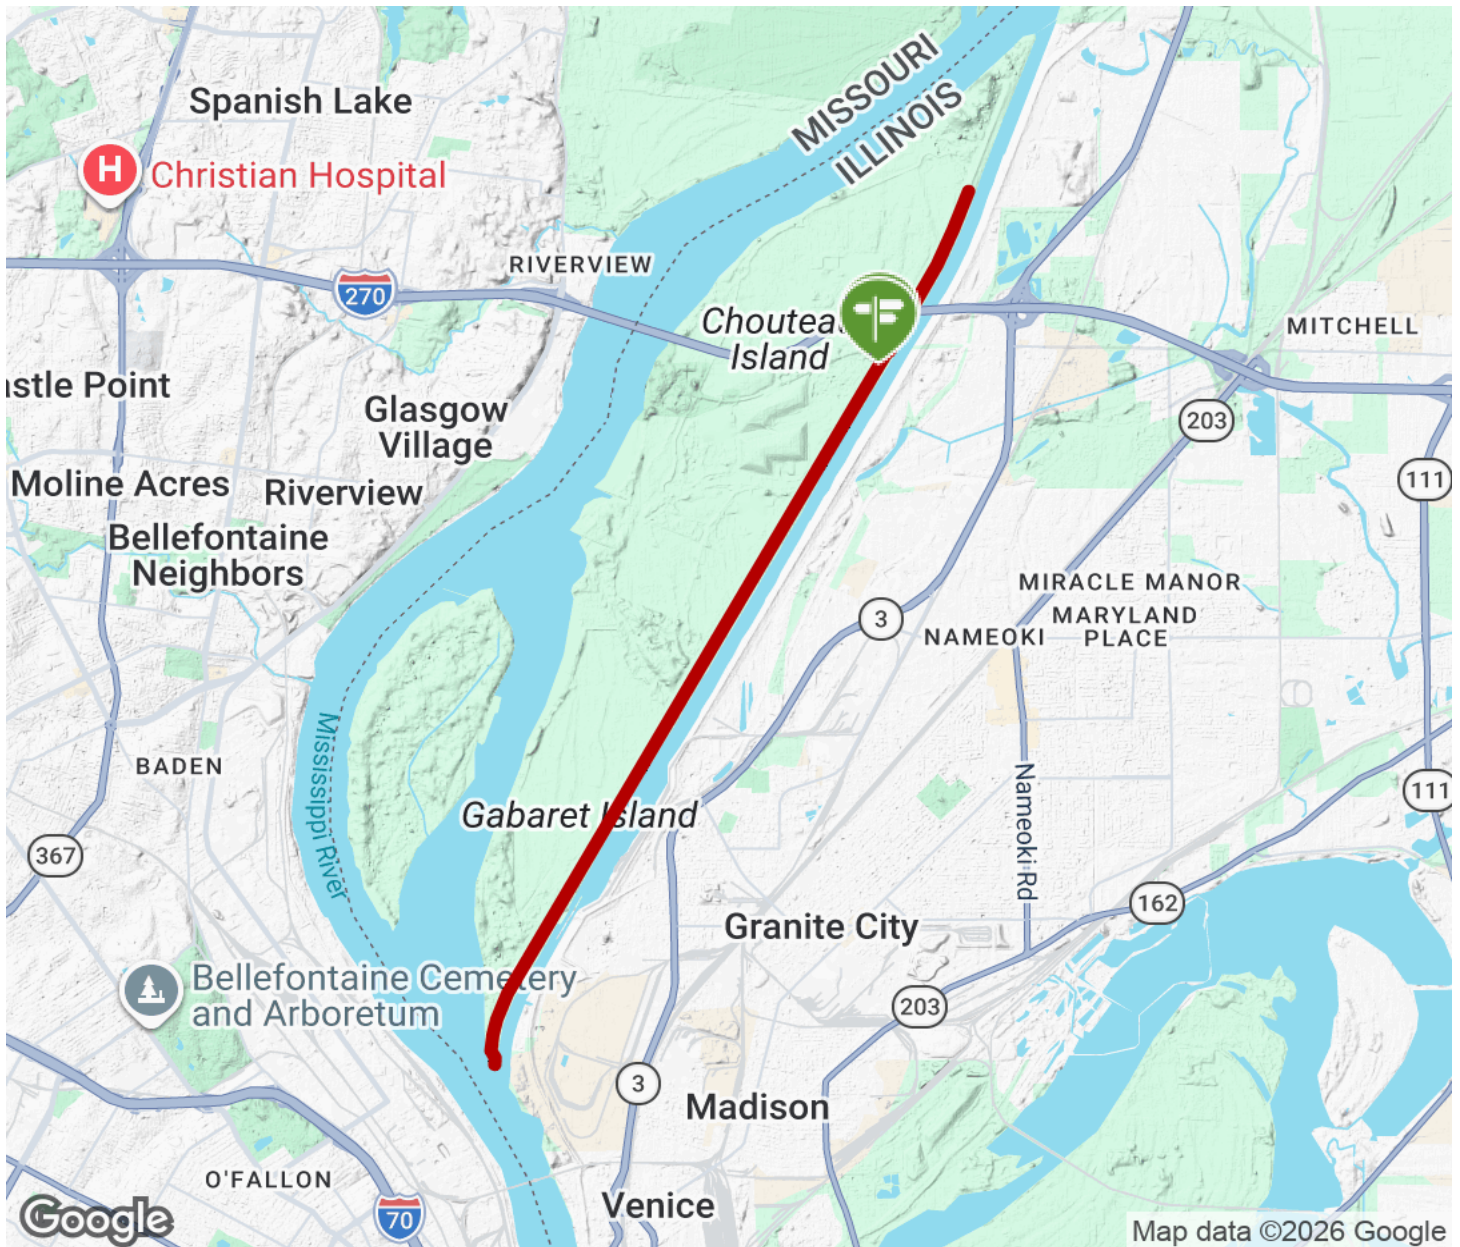 MISSOURI
ILLINOIS
Spanish Lake
H
Christian Hospital
RIVERVIEW
270
Choutea
Island
MITCHELL
astle Point
Glasgow
Village
203
Moline Acres
Riverview
111
Bellefontaine
Neighbors
MIRACLE MANOR
MARYLAND
PLACE
3
NAMEOKI
Mississippi River
BADEN
Nameoki Rd
111
Gabaret Island
367
162
Granite City
Bellefontaine Cemetery
and Arboretum
203
3
Madison
O'FALLON
70
Venice
Google
Map data ©2026 Google